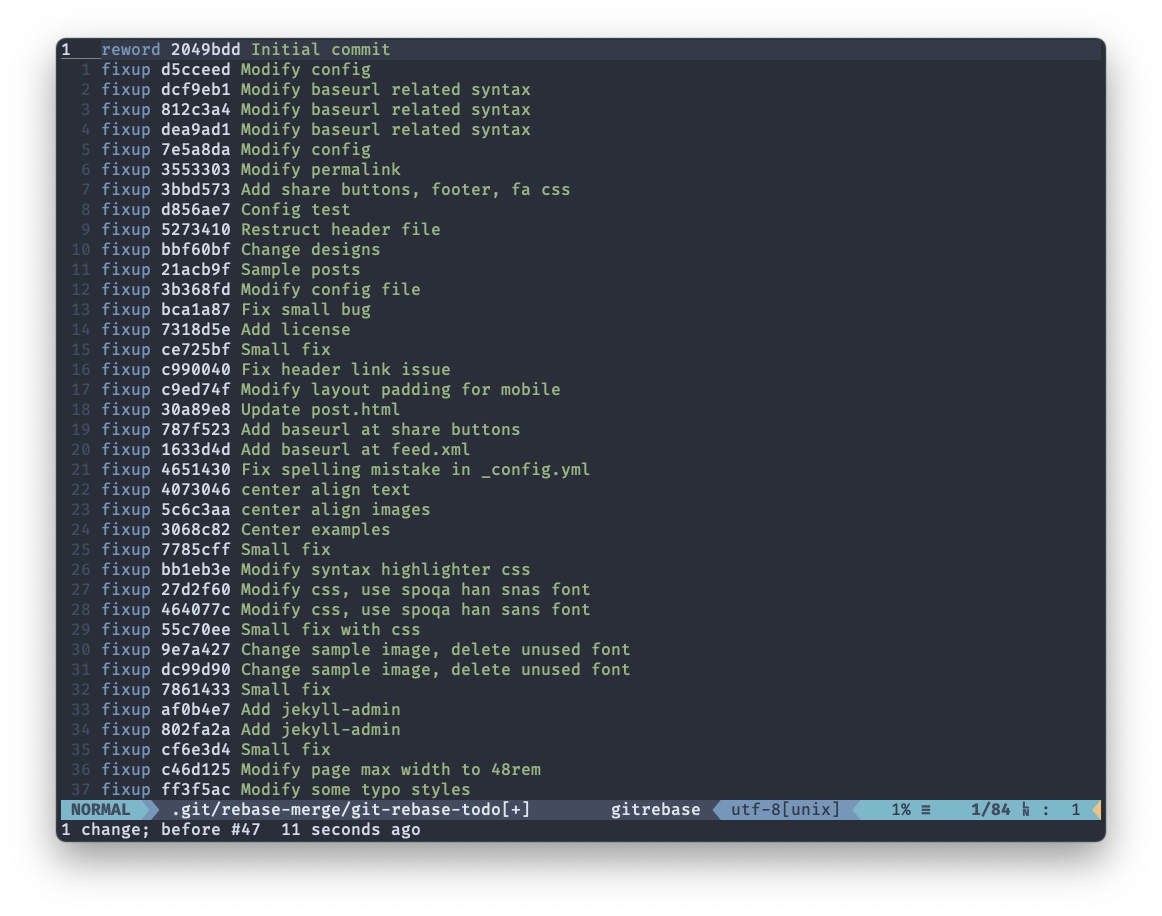 1 reword 2049bdd Initial commit
1 fixup d5cceed Modify config
2 fixup dcf9eb1 Modify baseurl related syntax
3 fixup 812c3a4 Modify baseurl related syntax
4 fixup dea9ad1 Modify baseurl related syntax
5 fixup 7e5a8da Modify config
6 fixup 3553303 Modify permalink
7 fixup 3bbd573 Add share buttons, footer, fa css
8 fixup d856ae7 Config test
9 fixup 5273410 Restruct header file
10 fixup bbf60bf Change designs
11 fixup 21acb9f Sample posts
12 fixup 3b368fd Modify config file
13 fixup bca1a87 Fix small bug
14 fixup 7318d5e Add license
15 fixup ce725bf Small fix
16 fixup c990040 Fix header link issue
17 fixup c9ed74f Modify layout padding for mobile
18 fixup 30a89e8 Update post.html
19 fixup 787f523 Add baseurl at share buttons
20 fixup 1633d4d Add baseurl at feed.xml
21 fixup 4651430 Fix spelling mistake in _config.yml
22 fixup 4073046 center align text
23 fixup 5c6c3aa center align images
24 fixup 3068c82 Center examples
25 fixup 7785cff Small fix
26 fixup bb1eb3e Modify syntax highlighter css
27 fixup 27d2f60 Modify css, use spoqa han snas font
28 fixup 464077c Modify css, use spoqa han sans font
29 fixup 55c70ee Small fix with css
30 fixup 9e7a427 Change sample image, delete unused font
31 fixup dc99d90 Change sample image, delete unused font
32 fixup 7861433 Small fix
33 fixup af0b4e7 Add jekyll-admin
34 fixup 802fa2a Add jekyll-admin
35 fixup cf6e3d4 Small fix
36 fixup c46d125 Modify page max width to 48rem
37 fixup ff3f5ac Modify some typo styles
NORMAL .git/rebase-merge/git-rebase-todo[+] gitrebase utf-8[unix] 1% ≡ 1/84 ㏑ : 1
1 change; before #47 11 seconds ago